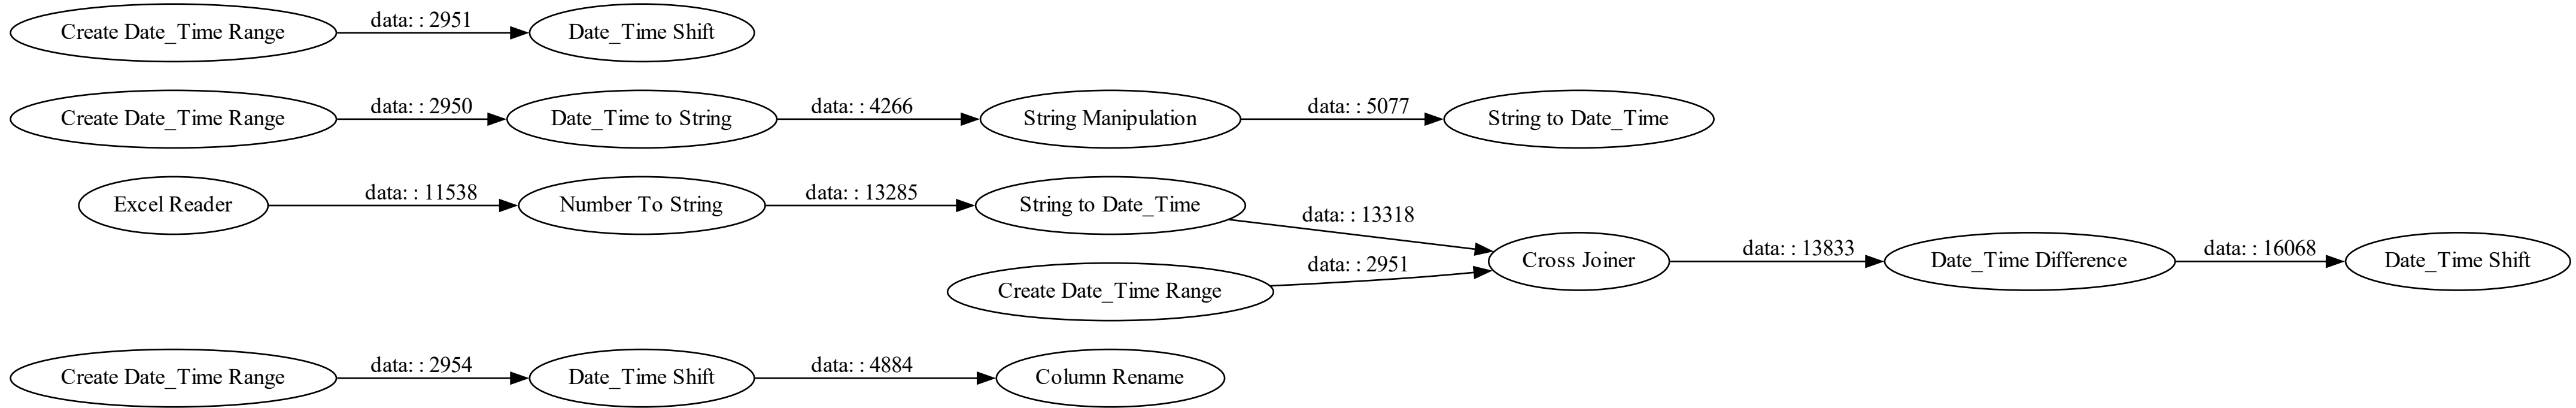 Create Date_Time Range
data: : 2951
Date_Time Shift
Create Date_Time Range
data: : 2950
Date_Time to String
data: : 4266
String Manipulation
data: : 5077
String to Date_Time
Excel Reader
data: : 11538
Number To String
data: : 13285
String to Date_Time
data: : 13318
Create Date_Time Range
data: : 2951
Cross Joiner
data: : 13833
Date_Time Difference
data: : 16068
Date_Time Shift
Create Date_Time Range
data: : 2954
Date_Time Shift
data: : 4884
Column Rename